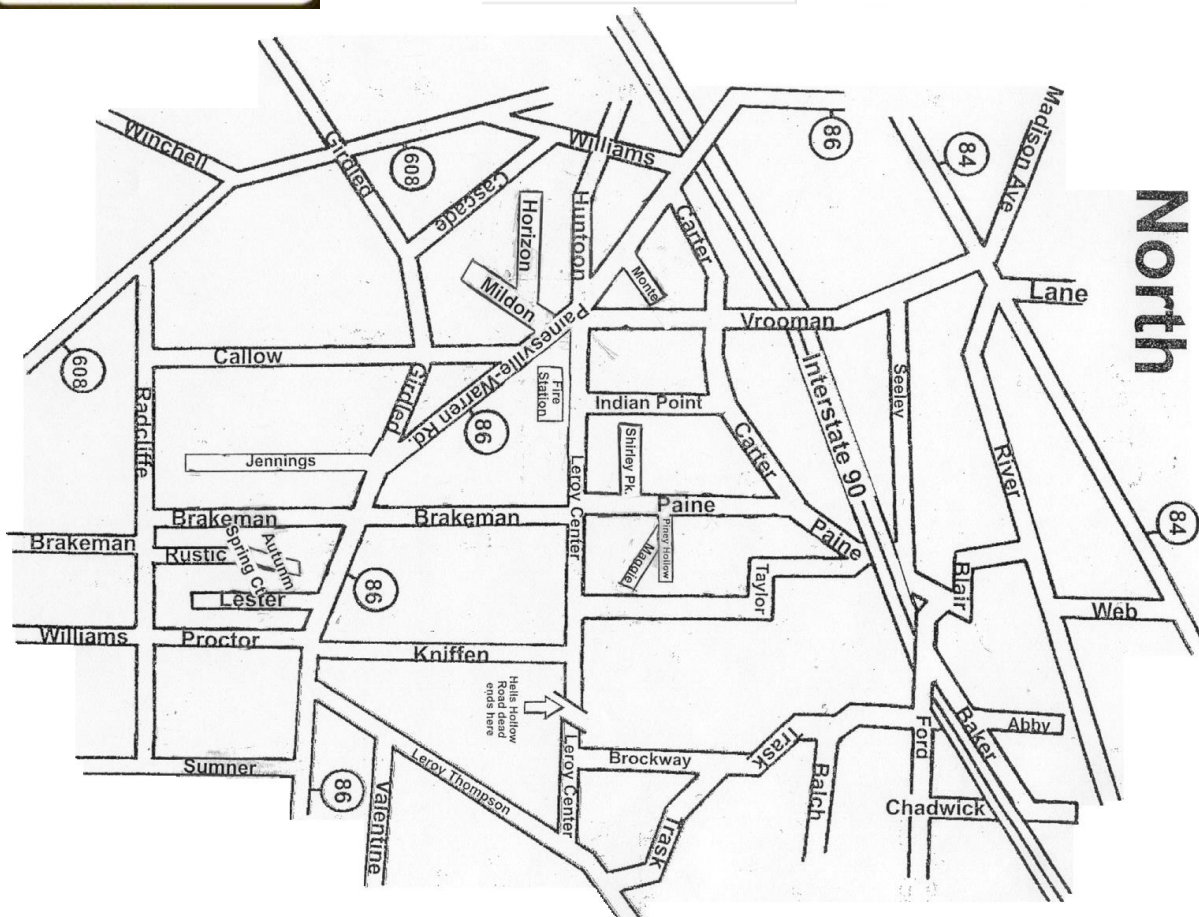 Winchell
Girdled
608
Cascade
Williams
Huntoon
Horizon
Mildon
Carter
Monte
86
84
Madison Ave
North
Lane
Vrooman
Painesville-Warren Rd
Callow
608
Radcliffe
Girdled
86
Fire
Station
Indian Point
Interstate 90
Seeley
River
Shirley Pk.
Carter
Jennings
Leroy Center
Paine
Brakeman
Brakeman
Brakeman
Rustic
Autumn
Spring Ct
Piney Hollow
Maggie
Paine
Taylor
Blair
84
Web
Lester
86
Williams
Proctor
Kniffen
Hells Hollow
Road dead
ends here
Leroy Center
Brockway
Trask
Balch
Ford
Baker
Abby
Sumner
86
Valentine
Leroy Thompson
Trask
Chadwick